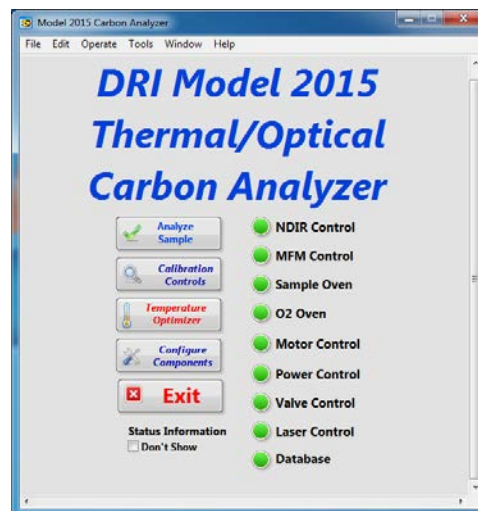 Model 2015 Carbon Analyzer
File Edit Operate Tools Window Help
DRI Model 2015
Thermal/Optical
Carbon Analyzer
Analyze
Sample
Calibration
Controls
Temperature
Optimizer
Configure
Components
Exit
Status Information
Don't Show
NDIR Control
MFM Control
Sample Oven
O2 Oven
Motor Control
Power Control
Valve Control
Laser Control
Database